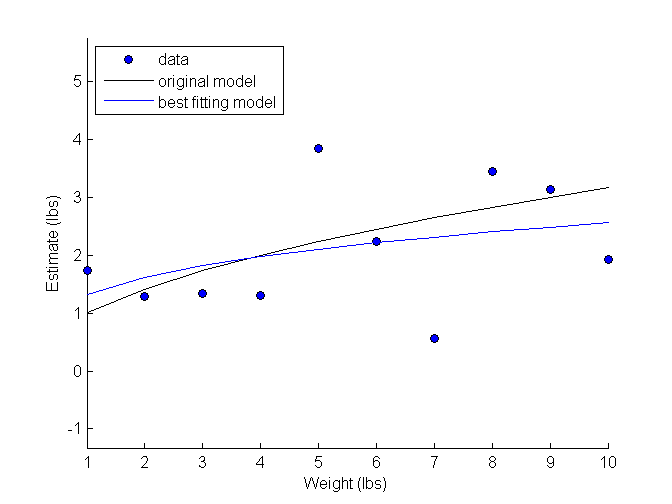 5
4
3
2
1
0
-1
Estimate (lbs)
data
original model
best fitting model
1 2 3 4 5 6 7 8 9 10
Weight (lbs)